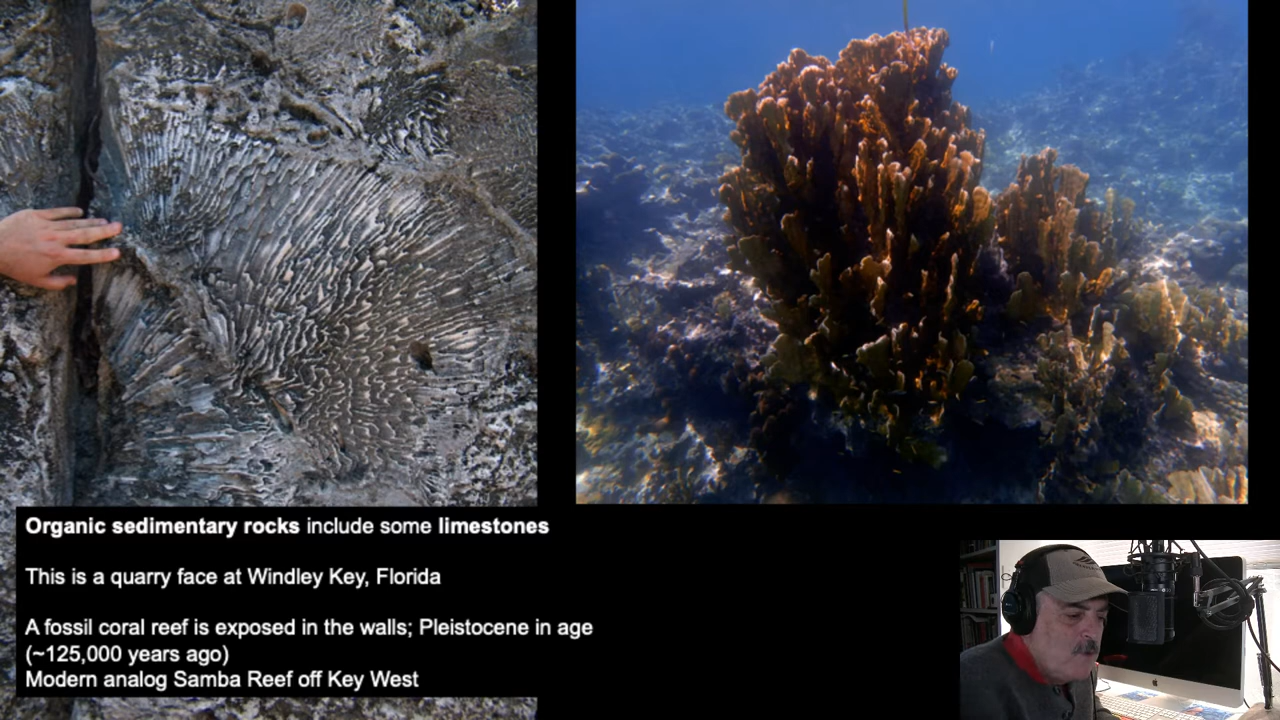 Organic sedimentary rocks include some limestones
This is a quarry face at Windley Key, Florida
A fossil coral reef is exposed in the walls; Pleistocene in age
(~125,000 years ago)
Modern analog Samba Reef off Key West